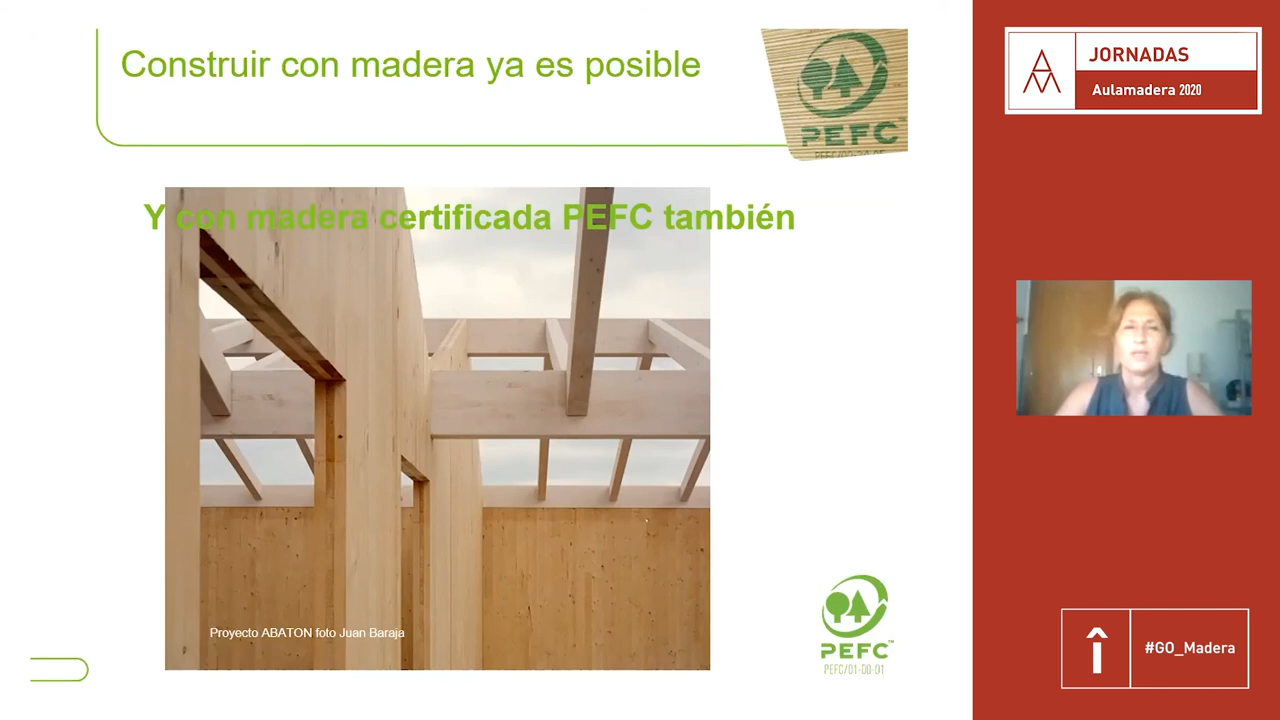 Construir con madera ya es posible
PEFC
Y con madera certificada PEFC también
Proyecto ABATON foto Juan Baraja
PEFC™
PEFC/01-00-01
JORNADAS
Aulamadera 2020
#GO_Madera